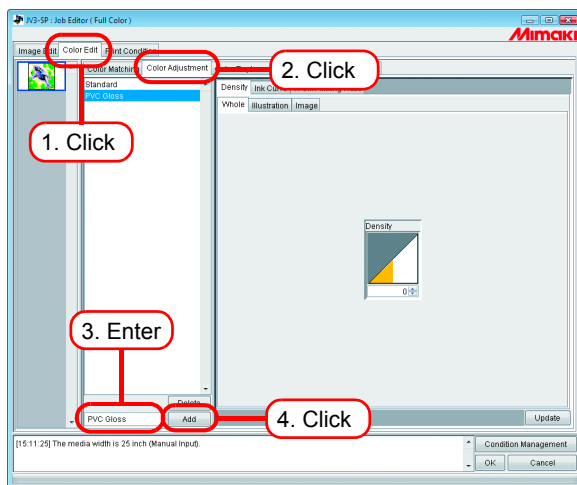 JV3-SP : Job Editor ( Full Color )
Mimaki
Image Edit Color Edit Print Condition
Color Matching Color Adjustment
2. Click
Standard
PVC Gloss
Density Ink Curve
Whole Illustration Image
1. Click
Density
0
3. Enter
Delete
PVC Gloss Add
4. Click
Update
[15:11:25] The media width is 25 inch (Manual Input).
Condition Management
OK Cancel